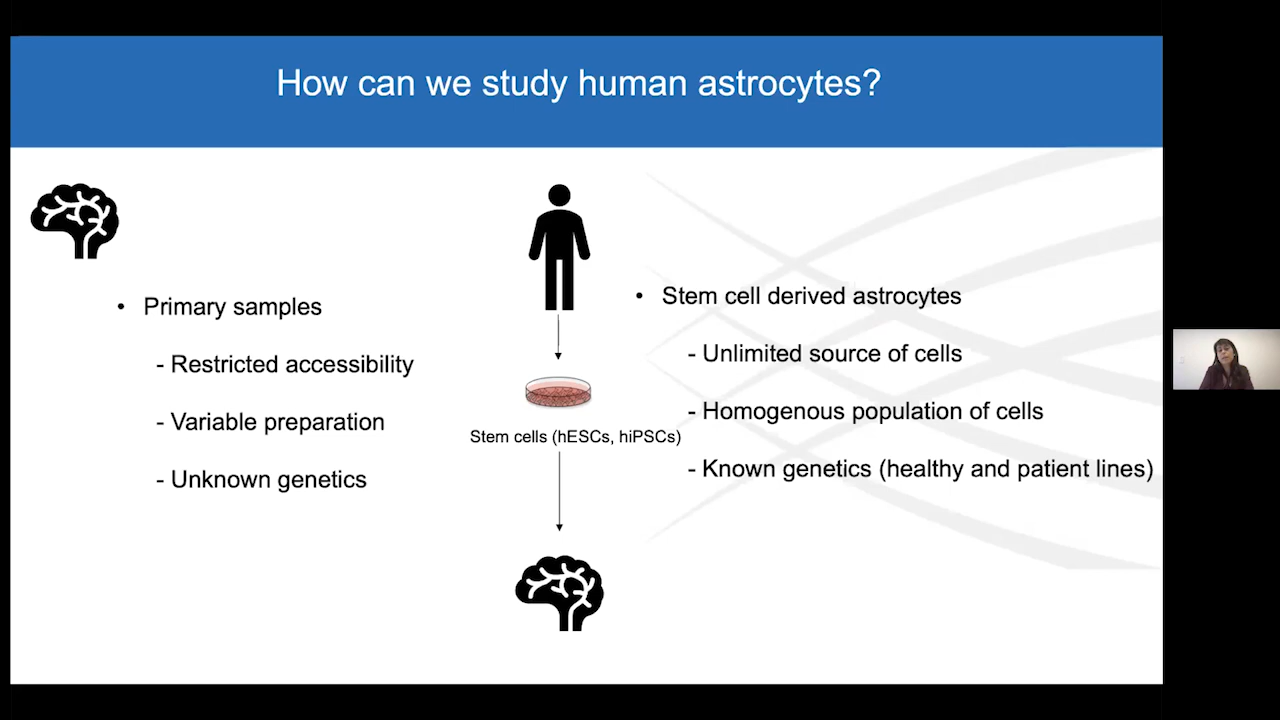 How can we study human astrocytes?
• Primary samples
- Restricted accessibility
- Variable preparation
- Unknown genetics
Stem cells (hESCs, hiPSCs)
• Stem cell derived astrocytes
- Unlimited source of cells
- Homogenous population of cells
- Known genetics (healthy and patient lines)